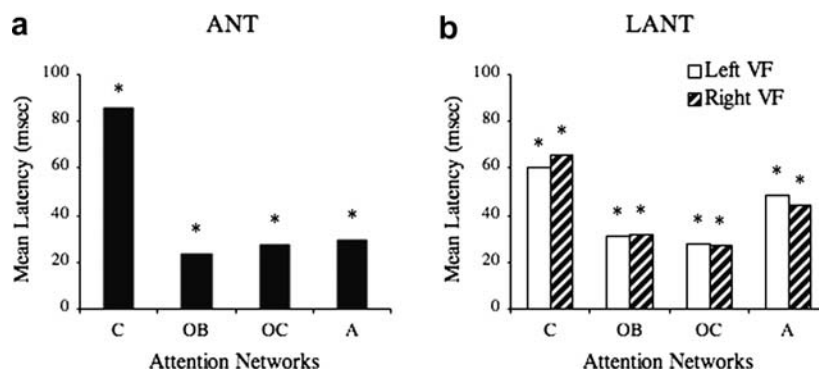 a ANT
100
80
60
40
20
0
Mean Latency (msec)
*
*
*
*
C OB OC A
Attention Networks
b LANT
Left VF
Right VF
100
80
60
40
20
0
Mean Latency (msec)
* *
* *
* *
* *
C OB OC A
Attention Networks